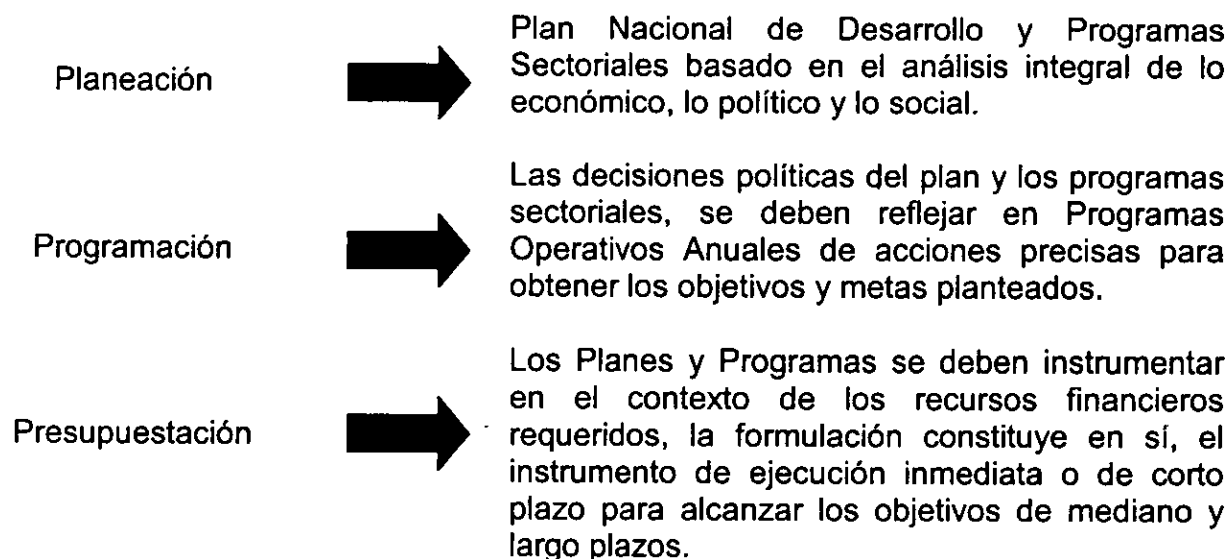 Planeación
Plan Nacional de Desarrollo y Programas
Sectoriales basado en el análisis integral de lo
económico, lo político y lo social.
Programación
Las decisiones políticas del plan y los programas
sectoriales, se deben reflejar en Programas
Operativos Anuales de acciones precisas para
obtener los objetivos y metas planteados.
Presupuestación
Los Planes y Programas se deben instrumentar
en el contexto de los recursos financieros
requeridos, la formulación constituye en sí, el
instrumento de ejecución inmediata o de corto
plazo para alcanzar los objetivos de mediano y
largo plazos.